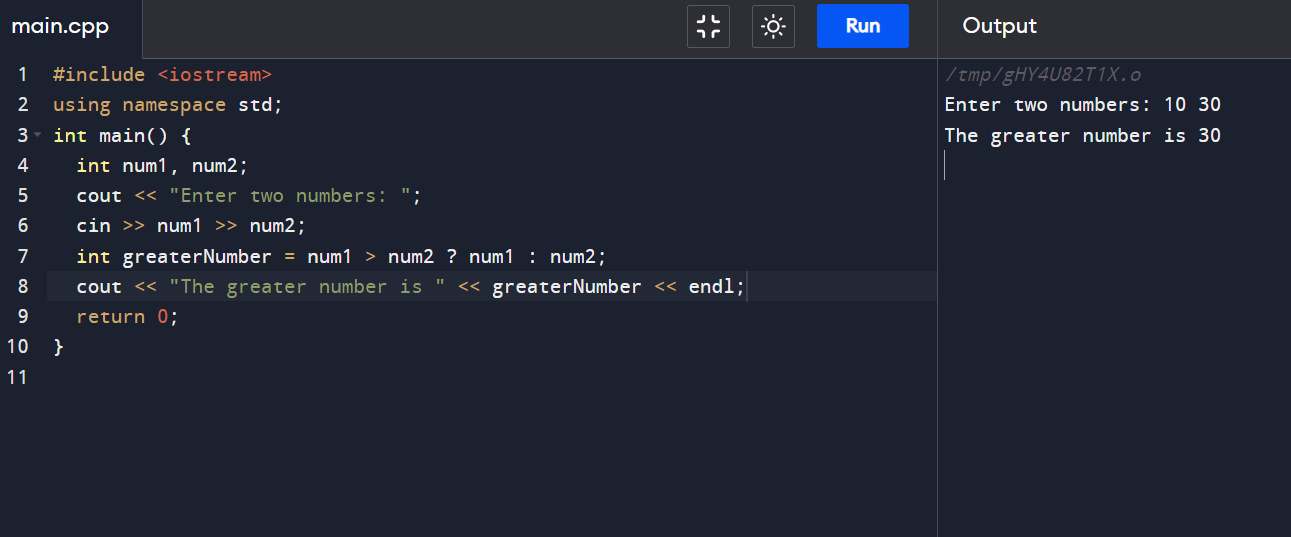 main.cpp
Run
Output
1 #include <iostream>
2 using namespace std;
3 int main() {
4   int num1, num2;
5   cout << "Enter two numbers: ";
6   cin >> num1 >> num2;
7   int greaterNumber = num1 > num2 ? num1 : num2;
8   cout << "The greater number is " << greaterNumber << endl;
9   return 0;
10 }
11
/tmp/gHY4U82T1X.o
Enter two numbers: 10 30
The greater number is 30